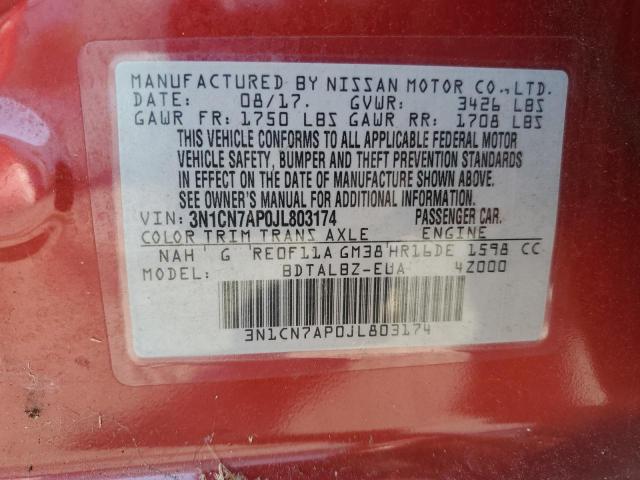 MANUFACTURED BY NISSAN MOTOR CO., LTD.
DATE: 08/17. GVWR: 3426 LBS
GAWR FR: 1750 LBS GAWR RR: 1708 LBS
THIS VEHICLE CONFORMS TO ALL APPLICABLE FEDERAL MOTOR
VEHICLE SAFETY, BUMPER AND THEFT PREVENTION STANDARDS
IN EFFECT ON THE DATE OF MANUFACTURE SHOWN ABOVE.
SEE OWNER'S MANUAL FOR ADDITIONAL INFORMATION.
VIN: 3N1CN7AP0JL803174 PASSENGER CAR.
COLOR TRIM TRANS AXLE ENGINE
NAH G RE0F11A GM38 HR16DE 1598 CC
MODEL: BDTALBZ-EUA 4Z000
3N1CN7AP0JL803174